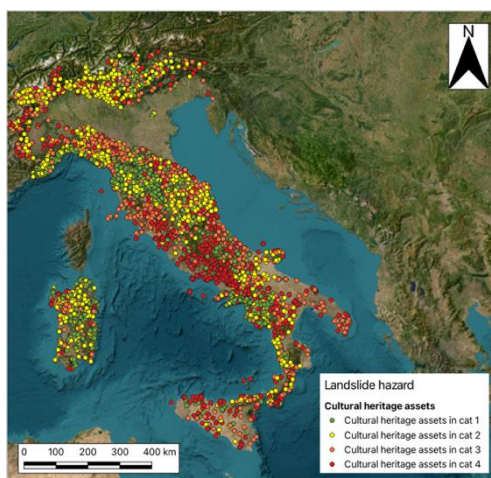 N
Landslide hazard
Cultural heritage assets
Cultural heritage assets in cat 1
Cultural heritage assets in cat 2
Cultural heritage assets in cat 3
Cultural heritage assets in cat 4
0 100 200 300 400 km